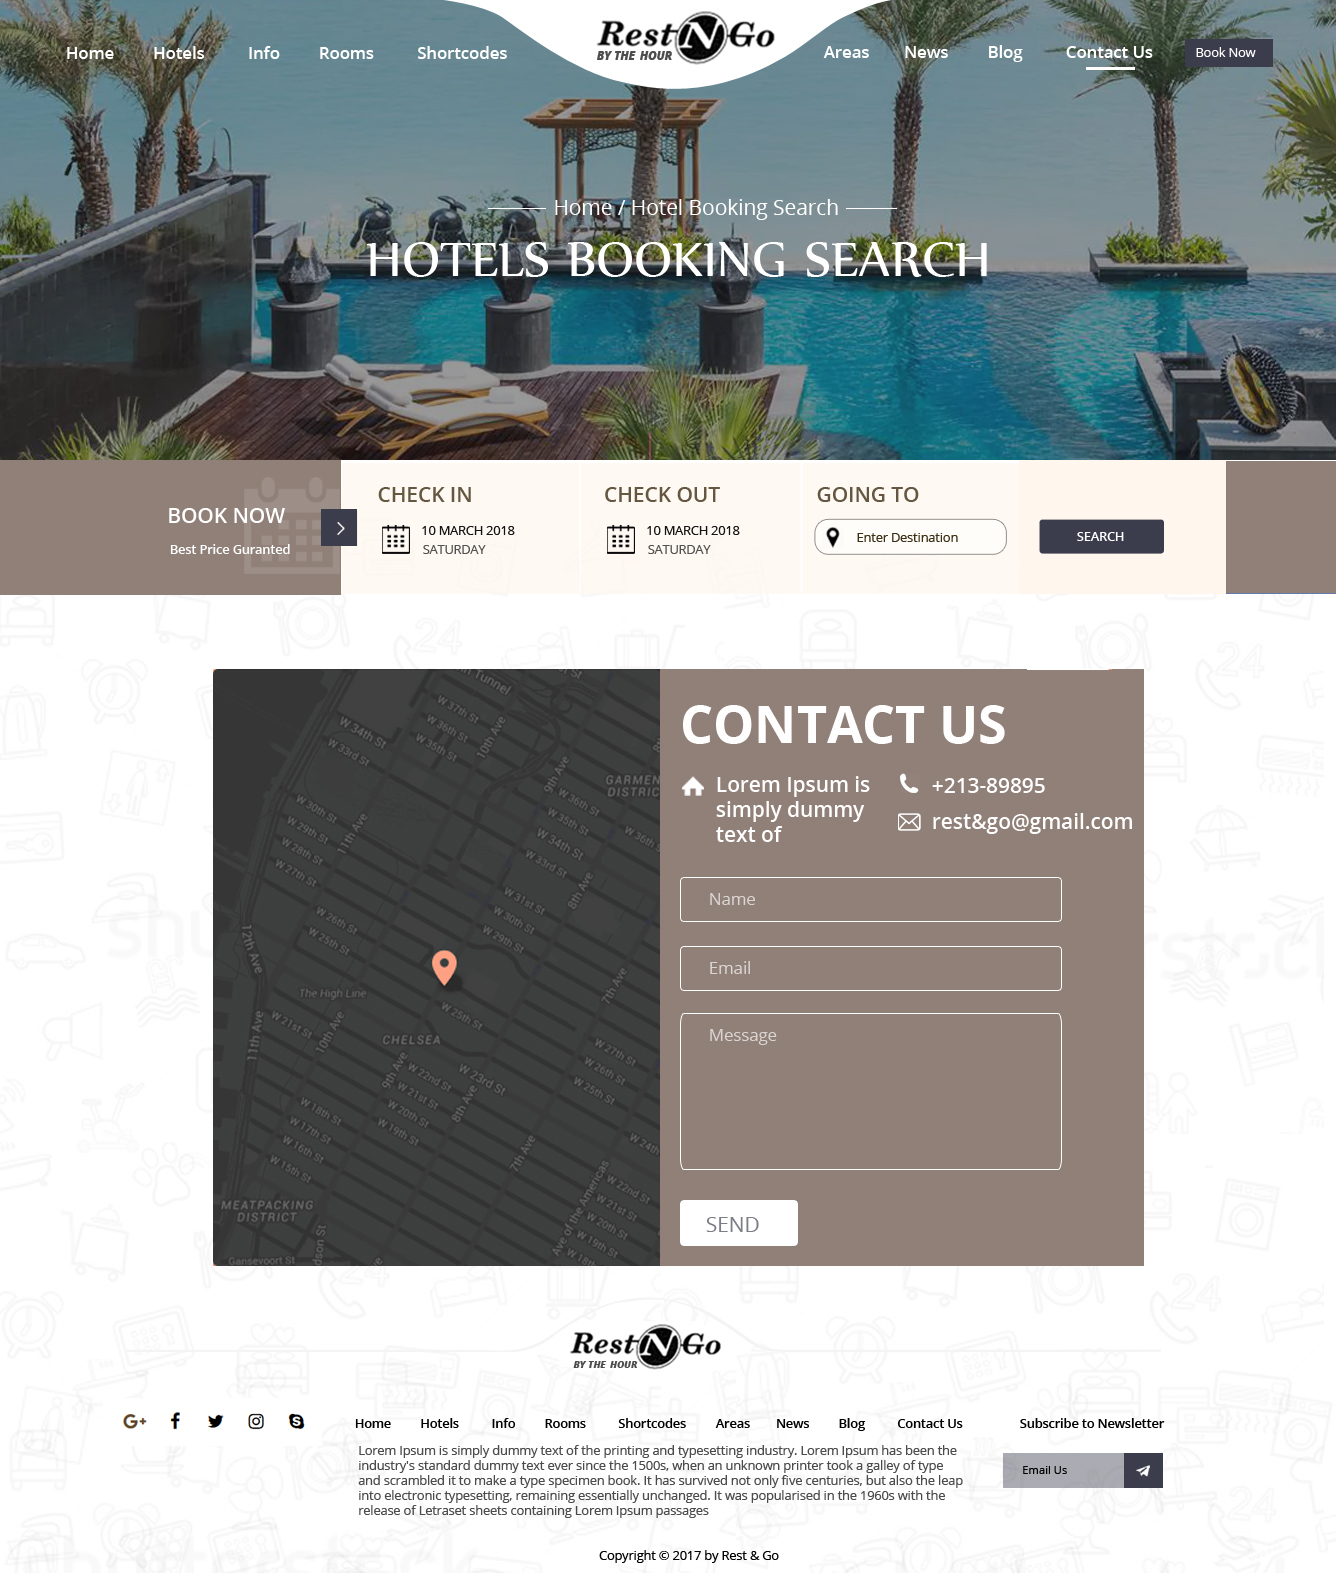 Home Hotels Info Rooms Shortcodes
Rest N Go
BY THE HOUR
Areas News Blog Contact Us Book Now
Home / Hotel Booking Search
HOTELS BOOKING SEARCH
BOOK NOW
Best Price Guranted
CHECK IN
10 MARCH 2018
SATURDAY
CHECK OUT
10 MARCH 2018
SATURDAY
GOING TO
Enter Destination
SEARCH
Tunnel
W 37th St
W 36th St
W 35th St
W 34th St
W 33rd St
10th Ave
9th Ave
GARMEN
DISTRIC
W 36th St
W 35th St
W 34th St
W 30th St
W 29th St
W 28th St
W 27th St
11th Ave
W 26th St
W 25th St
W 31st St
W 30th St
W 29th St
8th Ave
12th Ave
The High Line
W 25th St
7th Ave
W 21st St
10th Ave
11th Ave
CHELSEA
9th Ave
W 22nd St
W 21st St
W 20th St
W 19th St
W 23rd St
8th Ave
W 27th St
W 26th St
W 25th St
W 18th St
W 17th St
W 16th St
W 15th St
7th Ave
W 24th
W 22nd St
W 21st St
W 20th St
W 19th St
W 18th
Ave of the Americas
MEATPACKING
DISTRICT
Gansevoort St
dson St
CONTACT US
Lorem Ipsum is
simply dummy
text of
+213-89895
rest&go@gmail.com
Name
Email
Message
SEND
Rest N Go
BY THE HOUR
Home Hotels Info Rooms Shortcodes Areas News Blog Contact Us
Lorem Ipsum is simply dummy text of the printing and typesetting industry. Lorem Ipsum has been the
industry's standard dummy text ever since the 1500s, when an unknown printer took a galley of type
and scrambled it to make a type specimen book. It has survived not only five centuries, but also the leap
into electronic typesetting, remaining essentially unchanged. It was popularised in the 1960s with the
release of Letraset sheets containing Lorem Ipsum passages
Subscribe to Newsletter
Email Us
Copyright © 2017 by Rest & Go